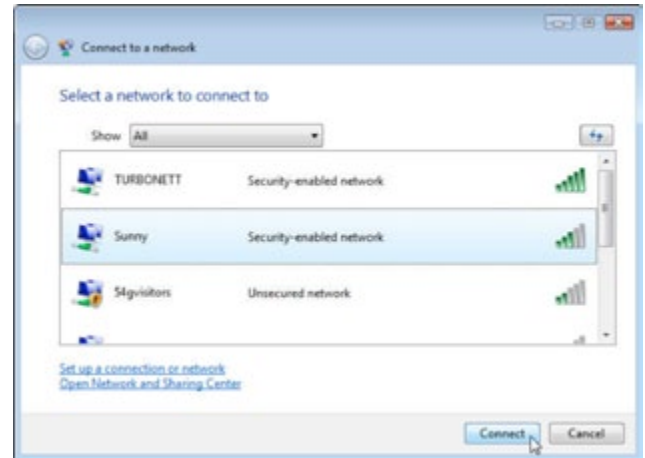 Connect to a network
Select a network to connect to
Show All
TURBONETT Security-enabled network
Sunny Security-enabled network
54gvisitors Unsecured network
Set up a connection or network
Open Network and Sharing Center
Connect Cancel